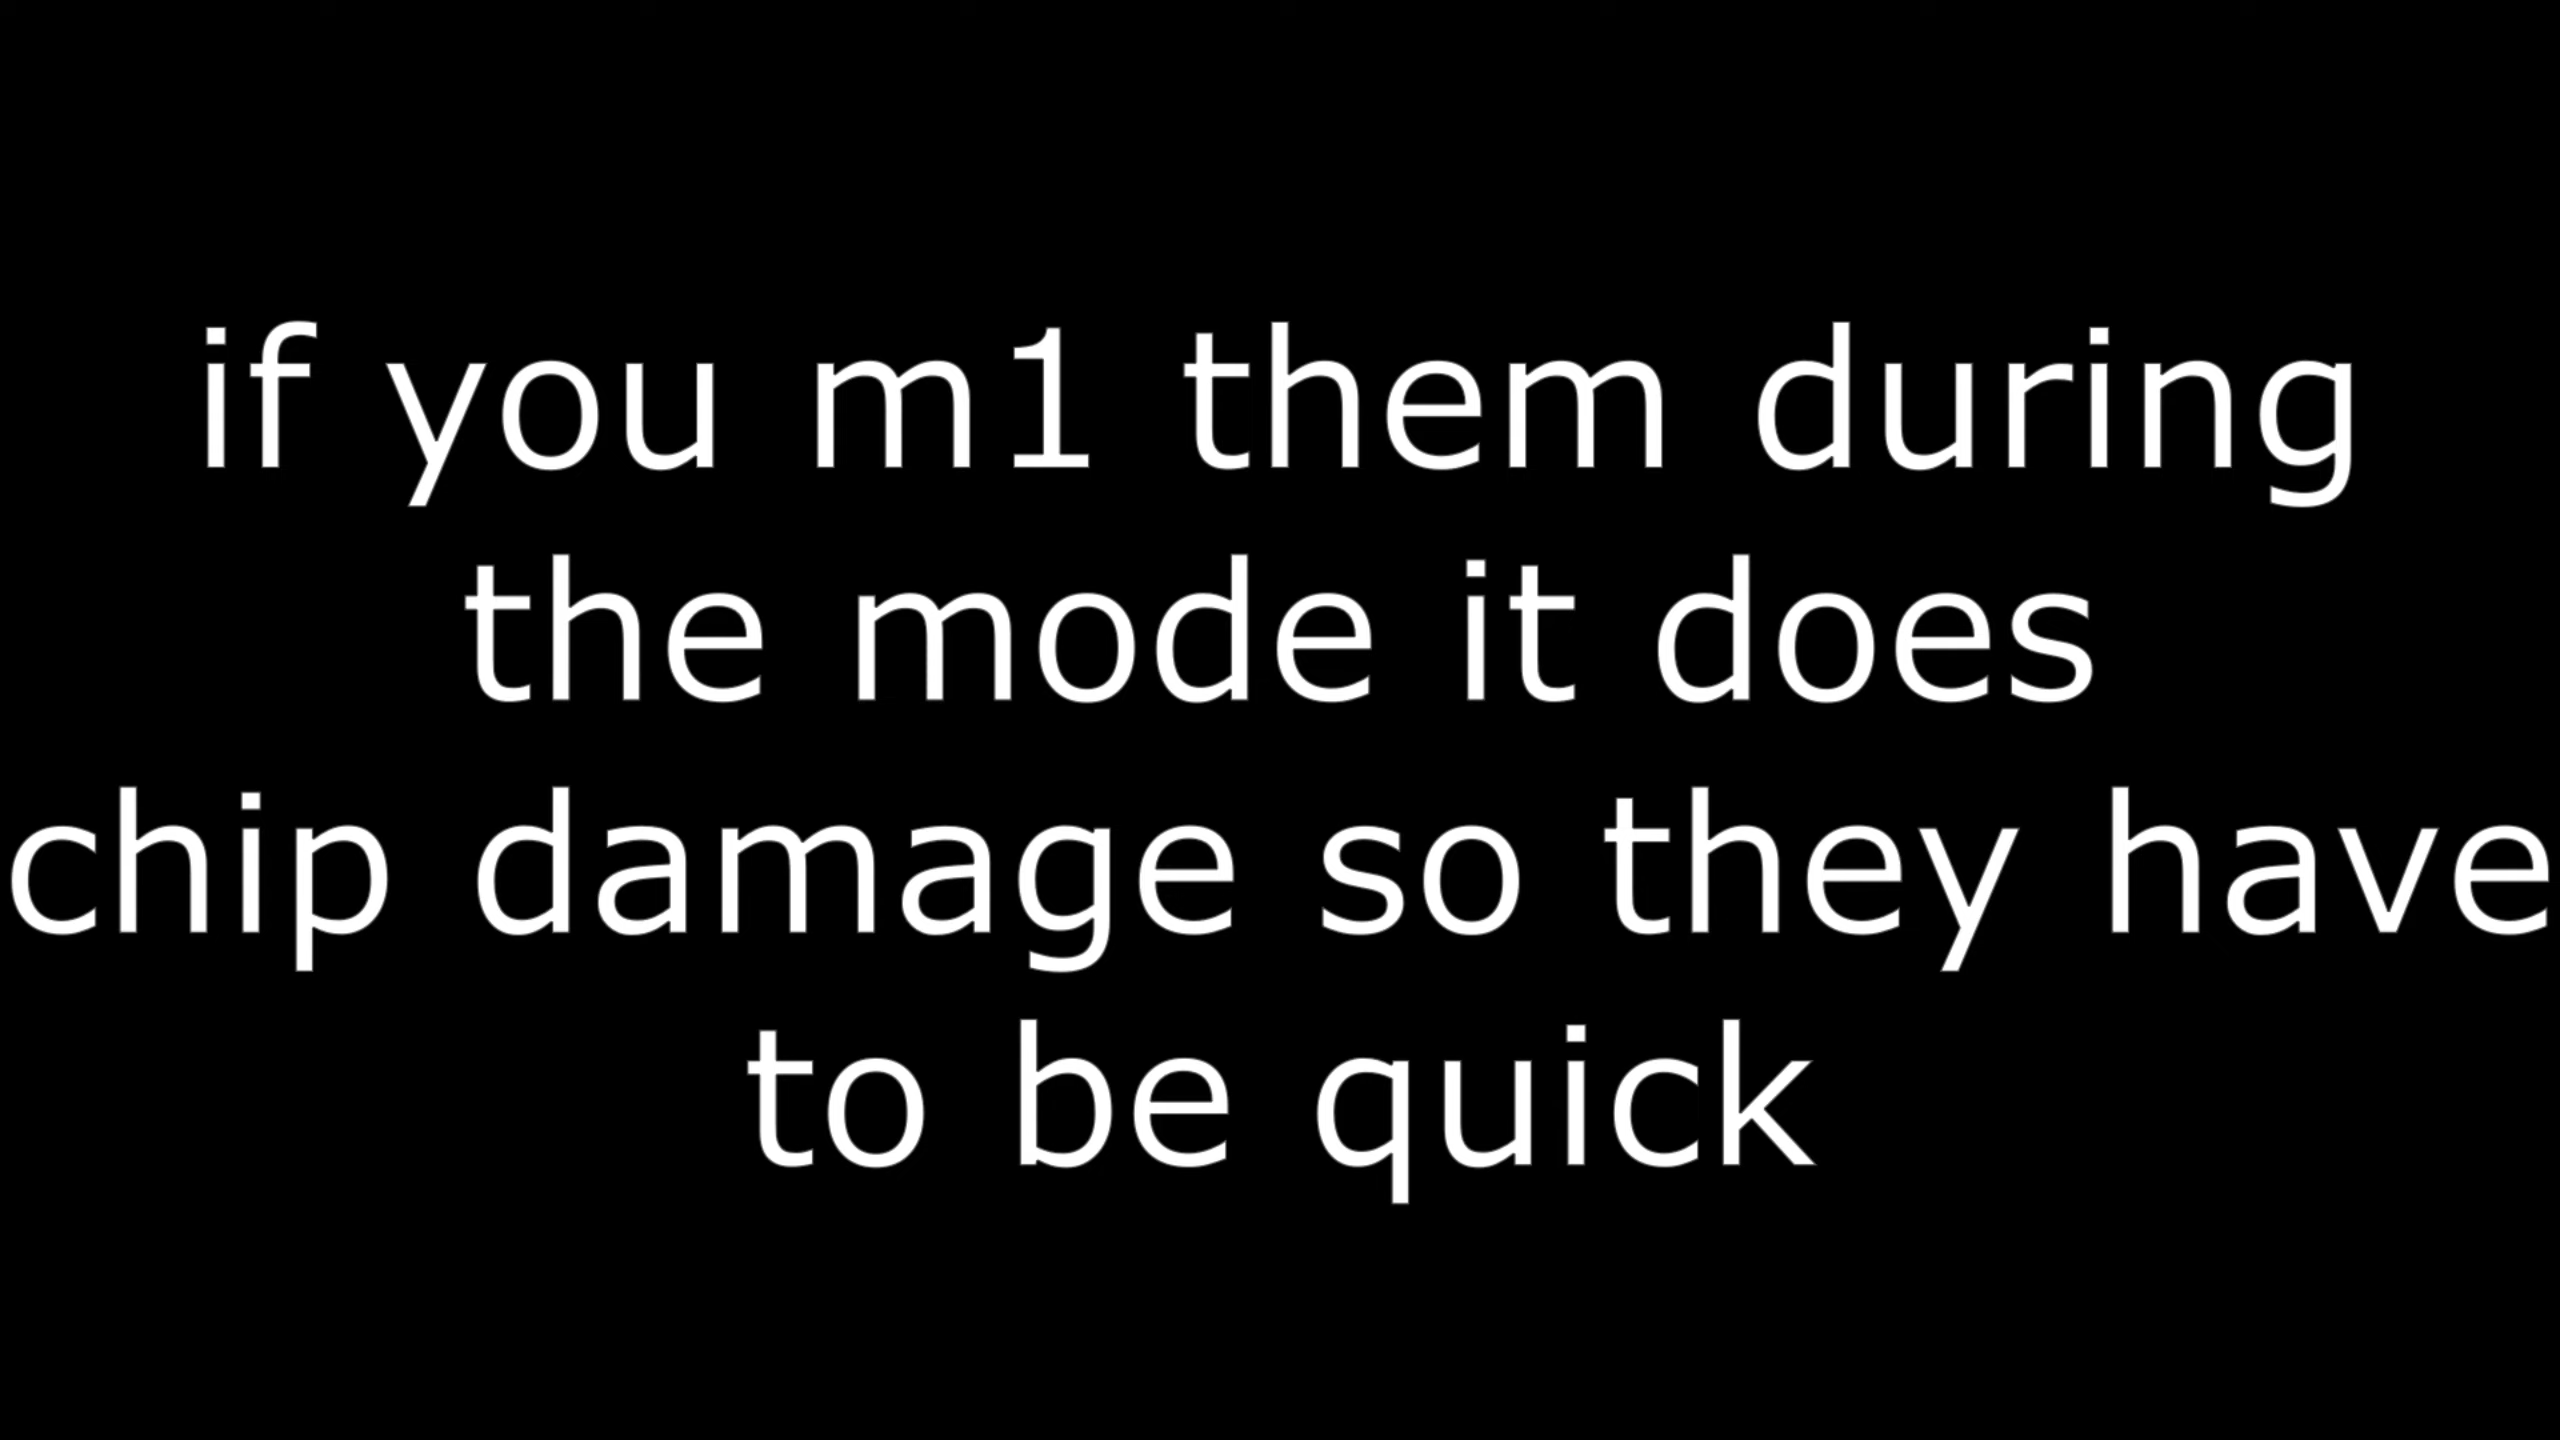 if you m1 them during
the mode it does
chip damage so they have
to be quick